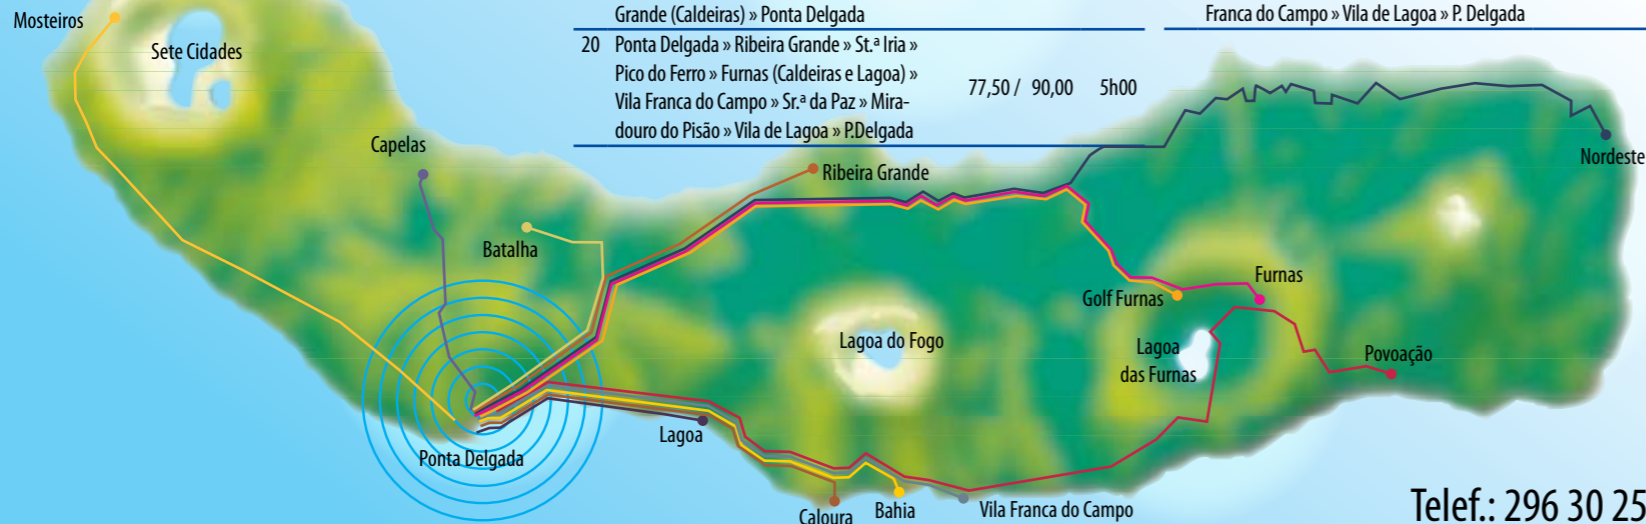 Grande (Caldeiras) » Ponta Delgada
20 Ponta Delgada » Ribeira Grande » St.ª Iria »
Pico do Ferro » Furnas (Caldeiras e Lagoa) »
Vila Franca do Campo » Sr.ª da Paz » Mira-
douro do Pisão » Vila de Lagoa » P.Delgada
77,50 / 90,00 5h00
Franca do Campo » Vila de Lagoa » P. Delgada
Mosteiros
Sete Cidades
Capelas
Batalha
Ribeira Grande
Nordeste
Golf Furnas
Furnas
Lagoa do Fogo
Lagoa
das Furnas
Povoação
Lagoa
Ponta Delgada
Caloura
Bahia
Vila Franca do Campo
Telef.: 296 30 25